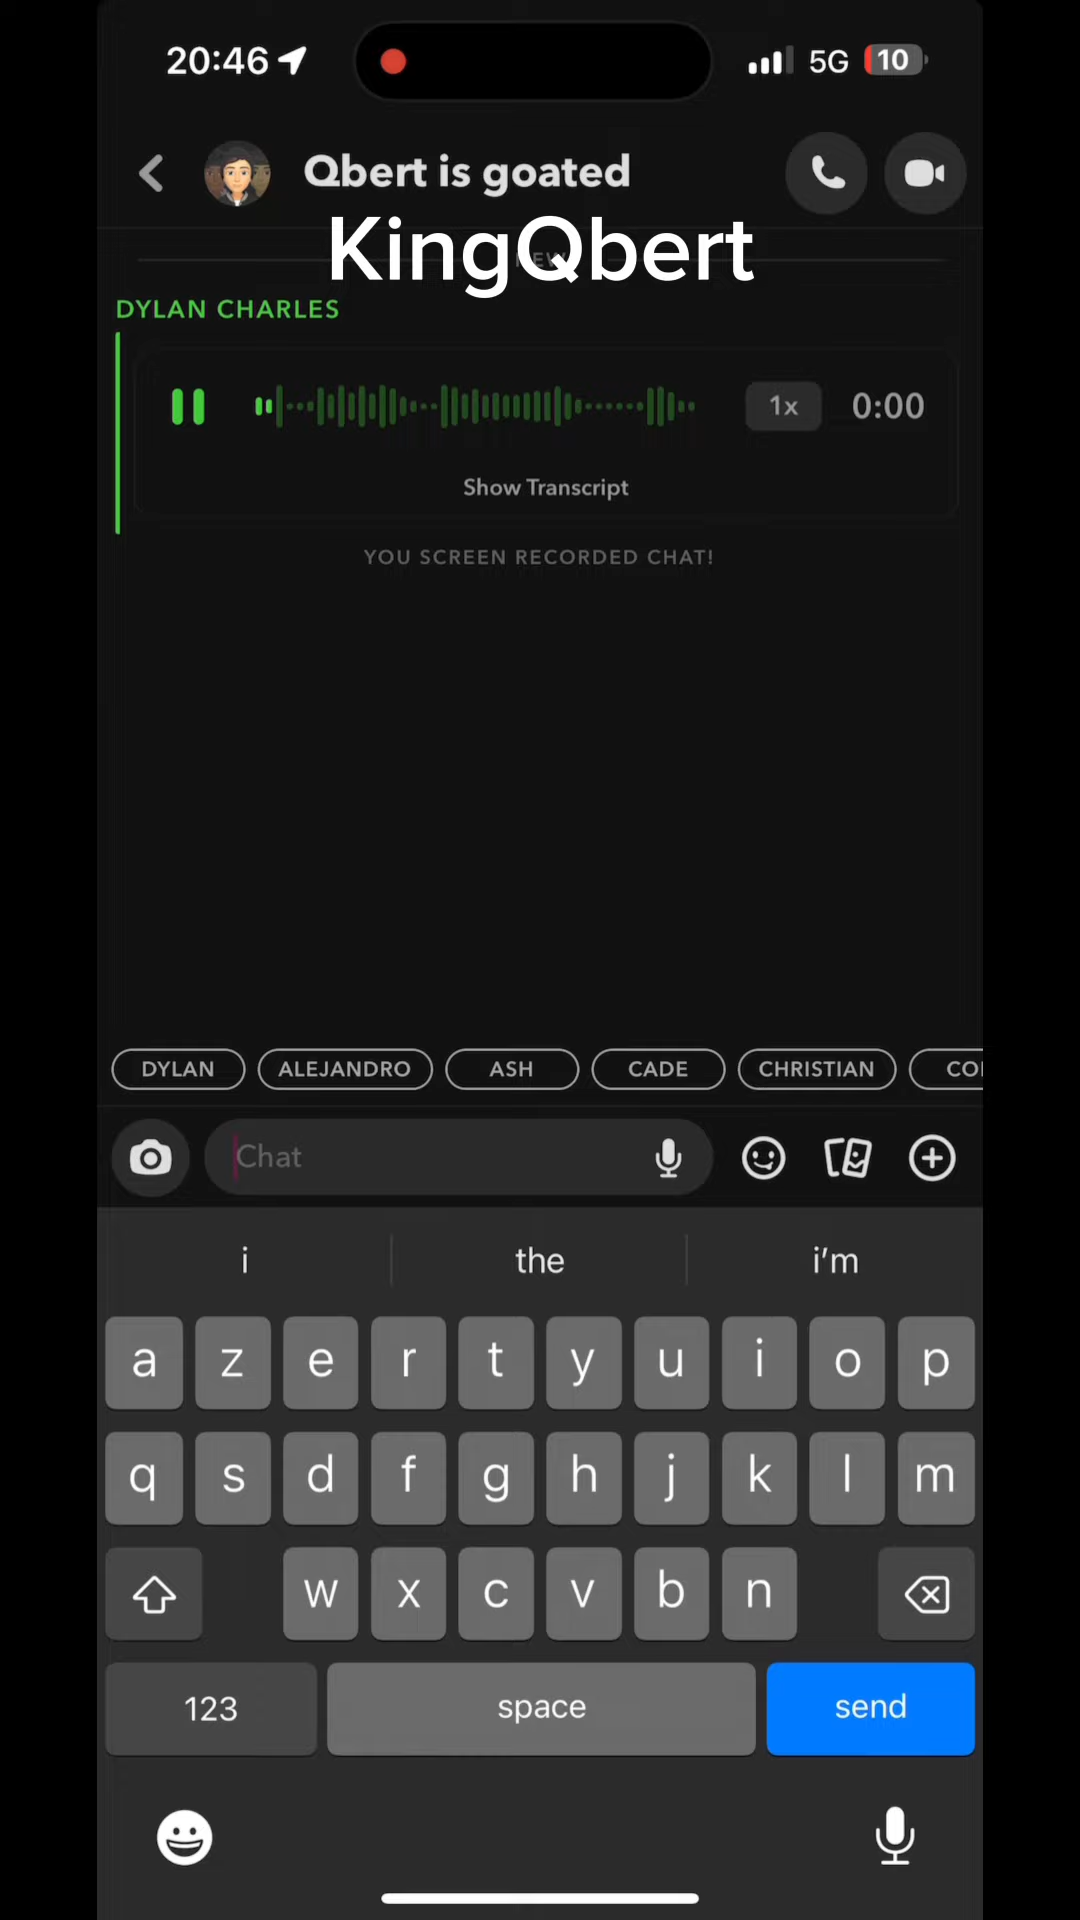 20:46
5G
10
Qbert is goated
KingQbert
NEW
DYLAN CHARLES
1x
0:00
Show Transcript
YOU SCREEN RECORDED CHAT!
DYLAN
ALEJANDRO
ASH
CADE
CHRISTIAN
Chat
i the i'm
a z e r t y u i o p
q s d f g h j k l m
w x c v b n
123 space send